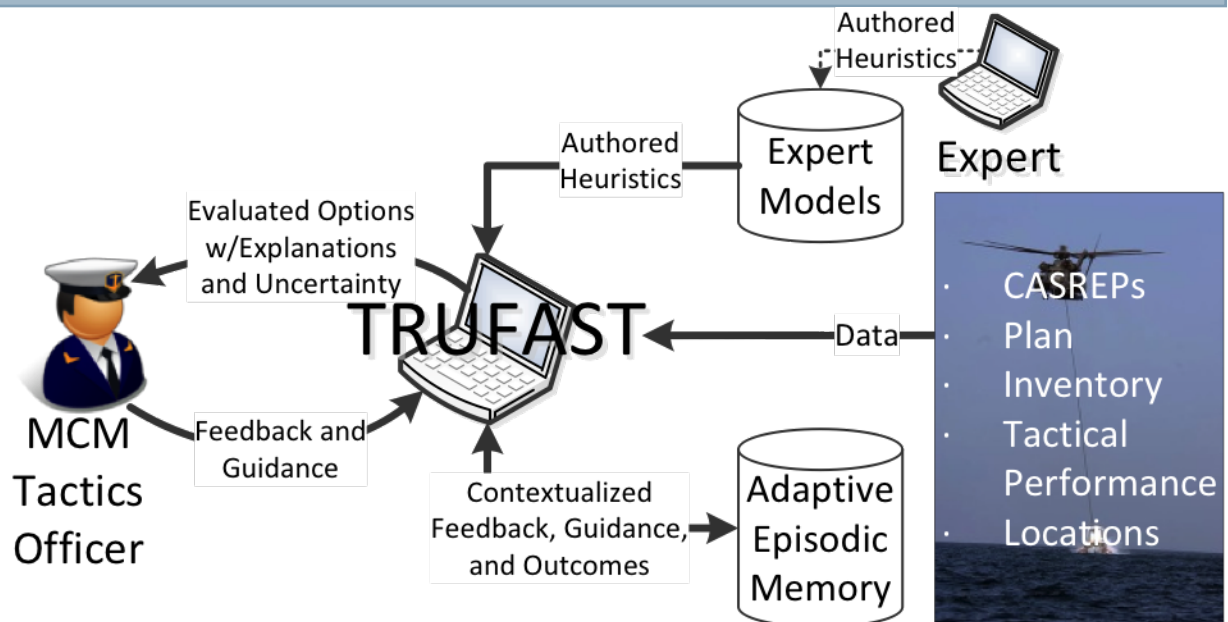 Authored
Heuristics
Expert
Authored
Heuristics
Expert
Models
Evaluated Options
w/Explanations
and Uncertainty
TRUFAST
Data
· CASREPs
· Plan
· Inventory
· Tactical
Performance
· Locations
MCM
Tactics
Officer
Feedback and
Guidance
Contextualized
Feedback, Guidance,
and Outcomes
Adaptive
Episodic
Memory